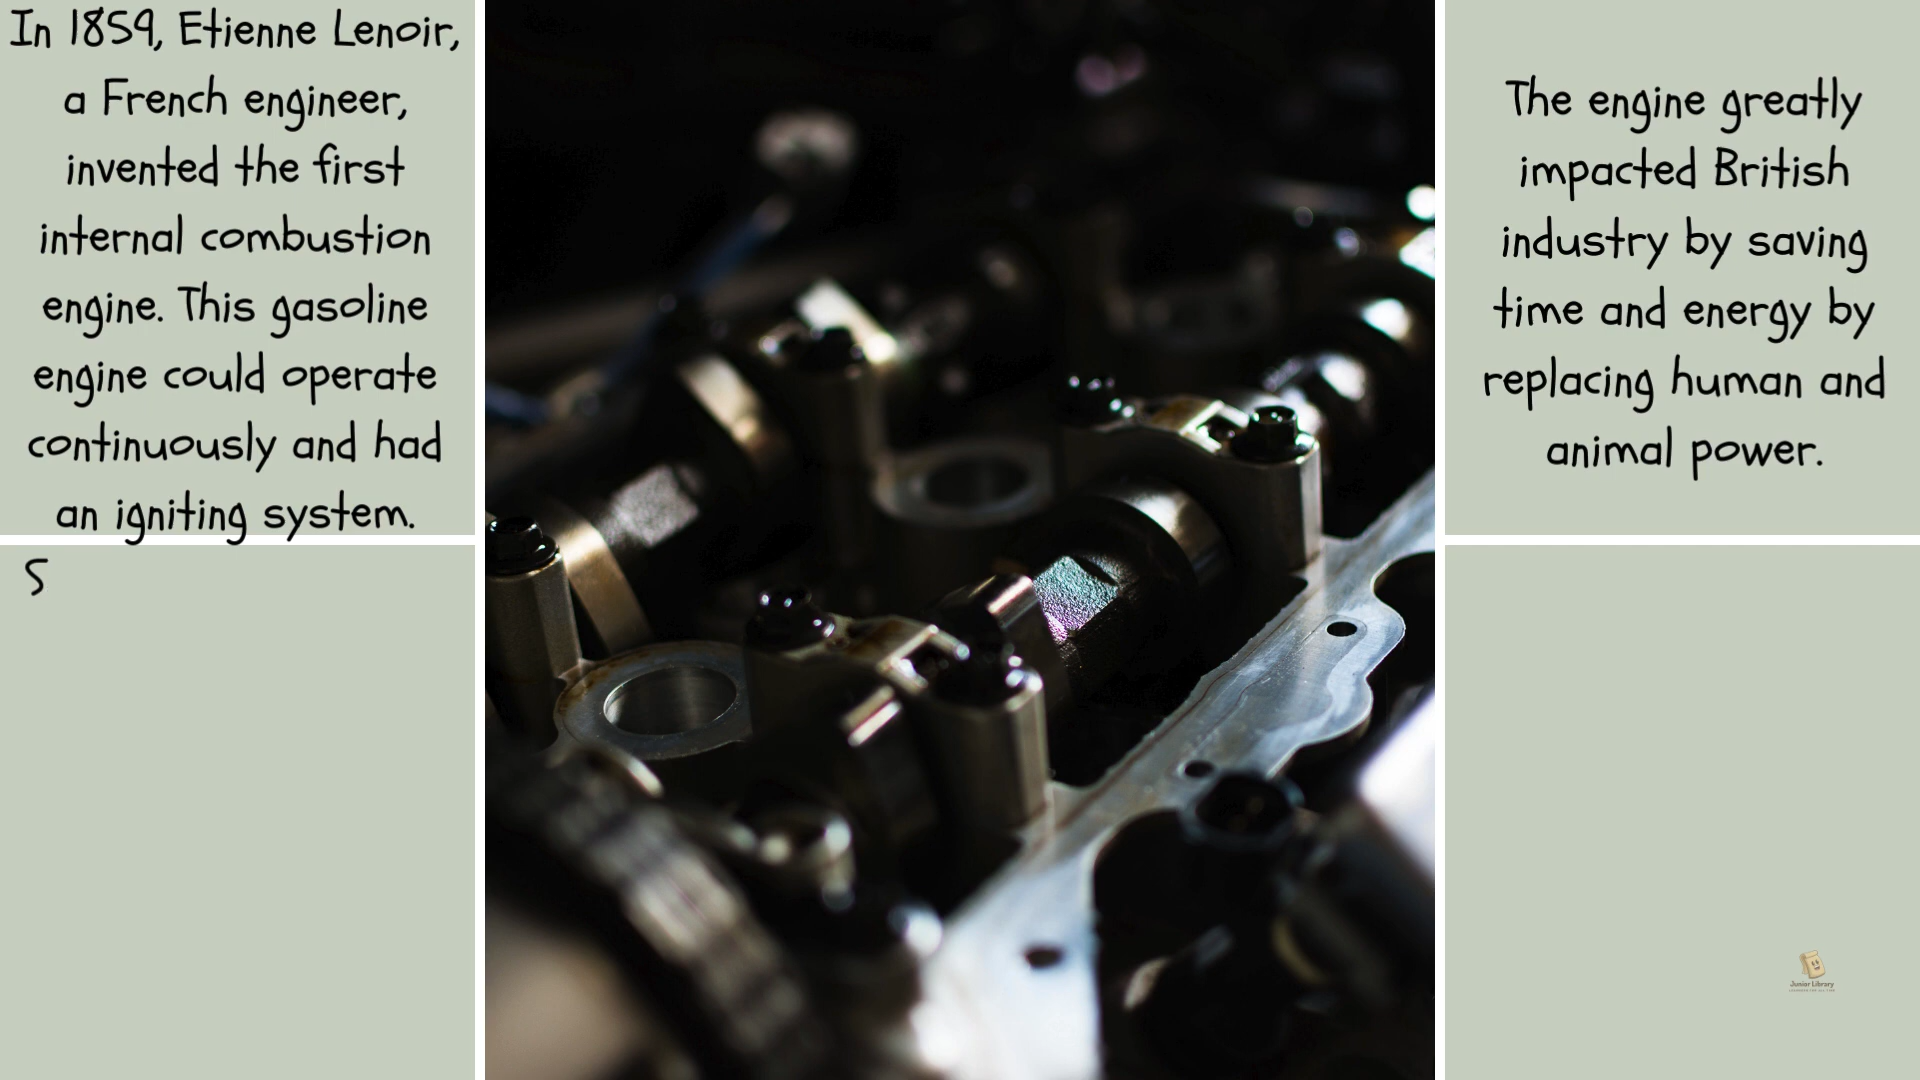 In 1859, Etienne Lenoir,
a French engineer,
invented the first
internal combustion
engine. This gasoline
engine could operate
continuously and had
an igniting system.
S
The engine greatly
impacted British
industry by saving
time and energy by
replacing human and
animal power.
Junior Library